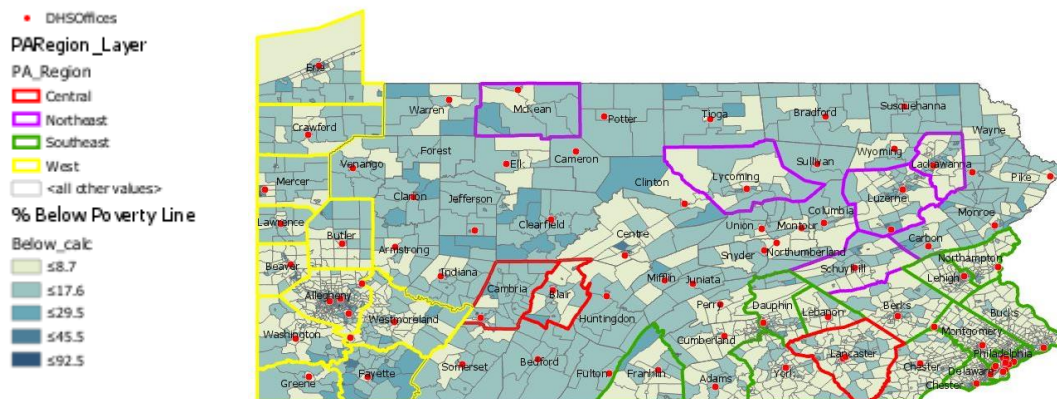 DHSOffices
PARegion_Layer
PA_Region
Central
Northeast
Southeast
West
<all other values>
% Below Poverty Line
Below_calc
≤8.7
≤17.6
≤29.5
≤45.5
≤92.5
Erie
Warren
McKean
Potter
Tioga
Bradford
Susquehanna
Wayne
Crawford
Forest
Elk
Cameron
Sullivan
Wyoming
Lackawanna
Pike
Venango
Mercer
Clarion
Jefferson
Clinton
Lycoming
Luzerne
Columbia
Monroe
Lawrence
Butler
Clearfield
Centre
Union
Montour
Carbon
Armstrong
Snyder
Northumberland
Beaver
Indiana
Mifflin
Juniata
Schuylkill
Northampton
Lehigh
Allegheny
Cambria
Blair
Huntingdon
Perry
Dauphin
Lebanon
Berks
Bucks
Westmoreland
Washington
Cumberland
Montgomery
Somerset
Bedford
Fulton
Franklin
Adams
York
Lancaster
Chester
Philadelphia
Delaware
Greene
Fayette
Chester